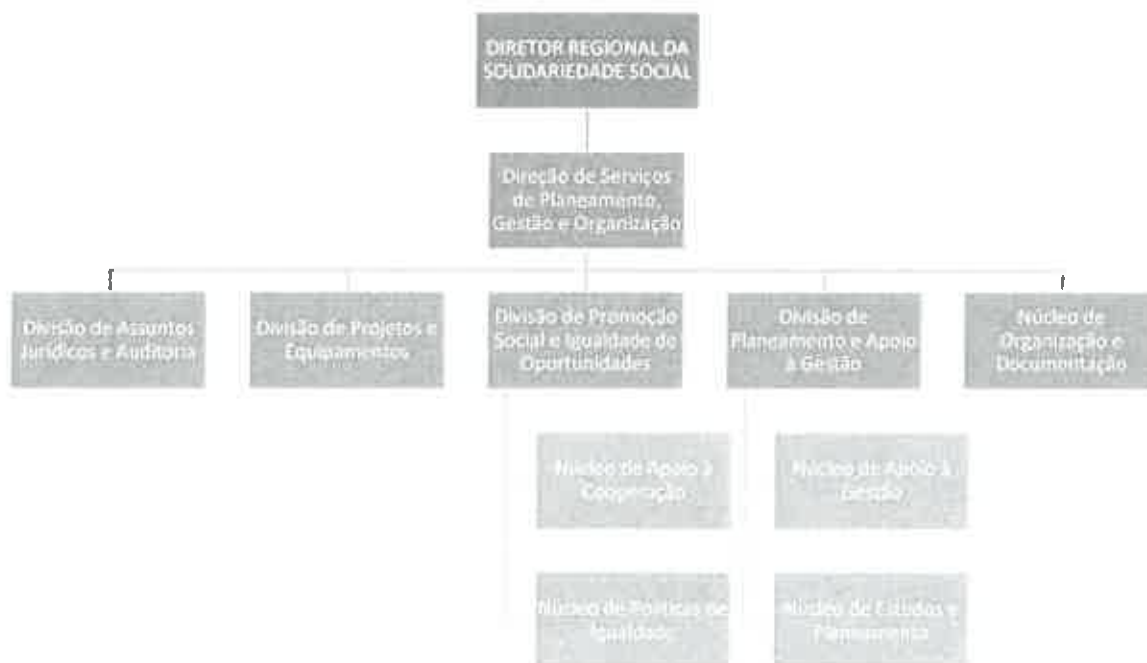 DIRETOR REGIONAL DA
SOLIDARIEDADE SOCIAL
Direção de Serviços
de Planeamento,
Gestão e Organização
Divisão de Assuntos
Jurídicos e Auditoria
Divisão de Projetos e
Equipamentos
Divisão de Promoção
Social e Igualdade de
Oportunidades
Divisão de
Planeamento e Apoio
à Gestão
Núcleo de
Organização e
Documentação
Núcleo de Apoio à
Cooperação
Núcleo de Apoio à
Gestão
Núcleo de Políticas de
Igualdade
Núcleo de Estudos e
Planeamento